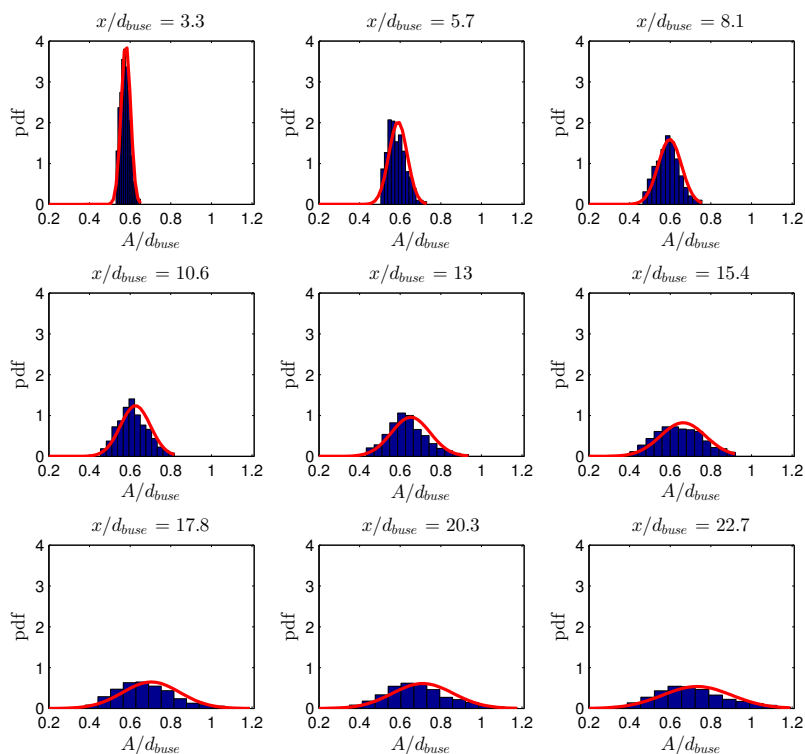 x/d_buse = 3.3
x/d_buse = 5.7
x/d_buse = 8.1
pdf
4
3
2
1
0
0.2 0.4 0.6 0.8 1 1.2
A/d_buse
pdf
4
3
2
1
0
0.2 0.4 0.6 0.8 1 1.2
A/d_buse
pdf
4
3
2
1
0
0.2 0.4 0.6 0.8 1 1.2
A/d_buse
x/d_buse = 10.6
x/d_buse = 13
x/d_buse = 15.4
pdf
4
3
2
1
0
0.2 0.4 0.6 0.8 1 1.2
A/d_buse
pdf
4
3
2
1
0
0.2 0.4 0.6 0.8 1 1.2
A/d_buse
pdf
4
3
2
1
0
0.2 0.4 0.6 0.8 1 1.2
A/d_buse
x/d_buse = 17.8
x/d_buse = 20.3
x/d_buse = 22.7
pdf
4
3
2
1
0
0.2 0.4 0.6 0.8 1 1.2
A/d_buse
pdf
4
3
2
1
0
0.2 0.4 0.6 0.8 1 1.2
A/d_buse
pdf
4
3
2
1
0
0.2 0.4 0.6 0.8 1 1.2
A/d_buse